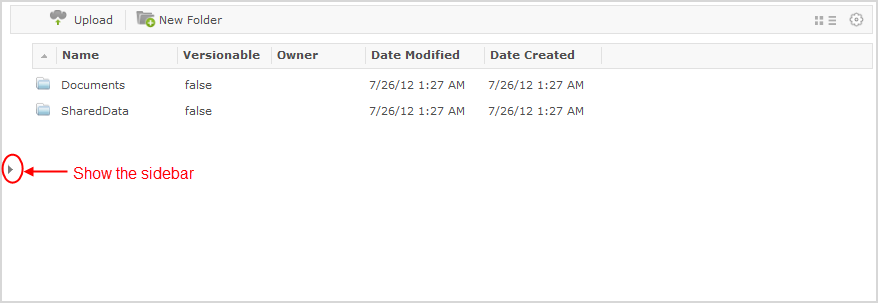 Upload New Folder
Name Versionable Owner Date Modified Date Created
Documents false 7/26/12 1:27 AM 7/26/12 1:27 AM
SharedData false 7/26/12 1:27 AM 7/26/12 1:27 AM
Show the sidebar